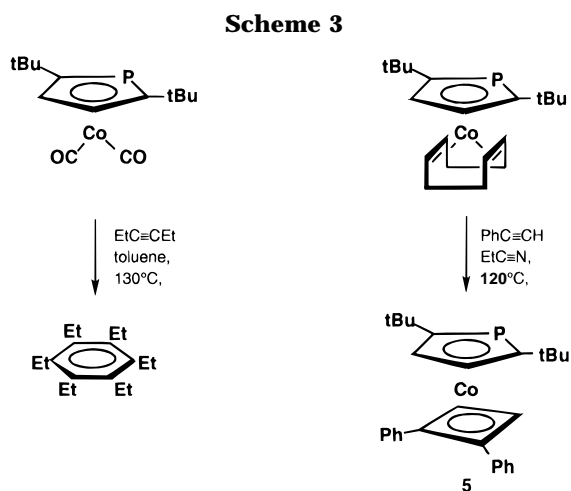 Scheme 3
tBu P tBu
Co
OC CO
EtC≡CEt
toluene,
130°C,
Et Et
Et Et
Et Et
tBu P tBu
Co
PhC≡CH
EtC≡N,
120°C,
tBu P tBu
Co
Ph
Ph
5